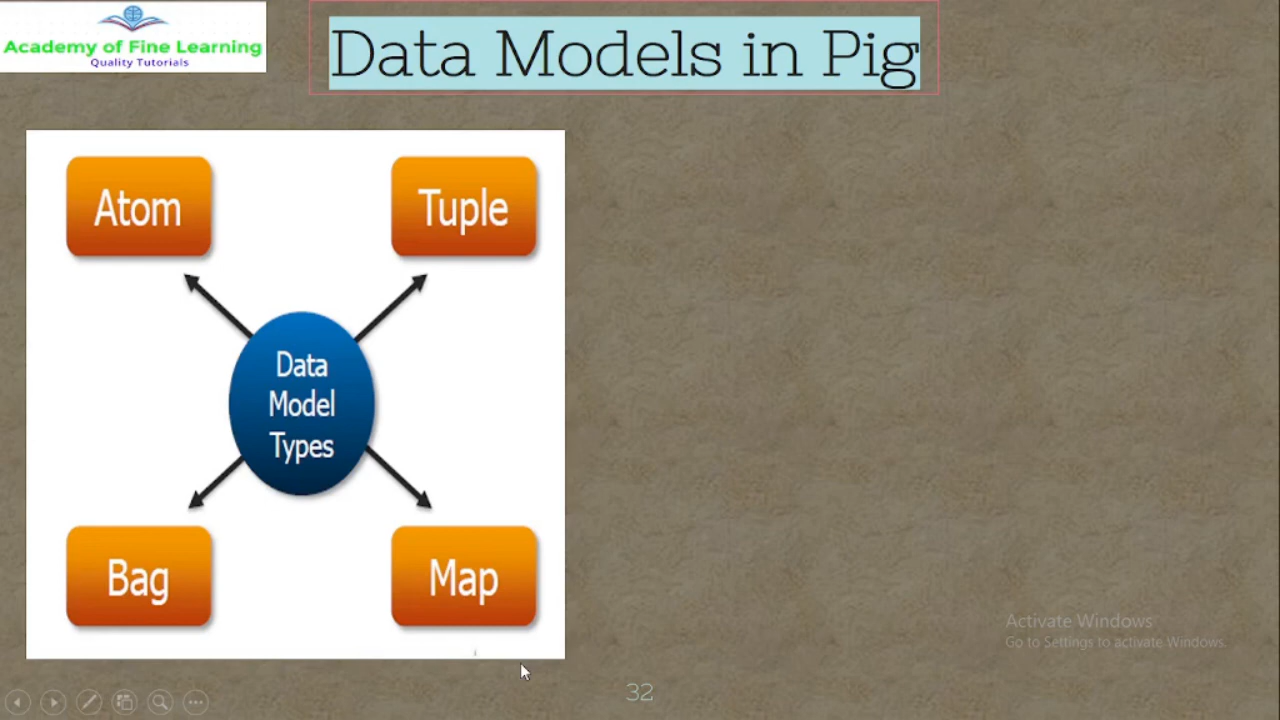 Academy of Fine Learning
Quality Tutorials
Data Models in Pig
Atom
Tuple
Data
Model
Types
Bag
Map
Activate Windows
Go to Settings to activate Windows.
32